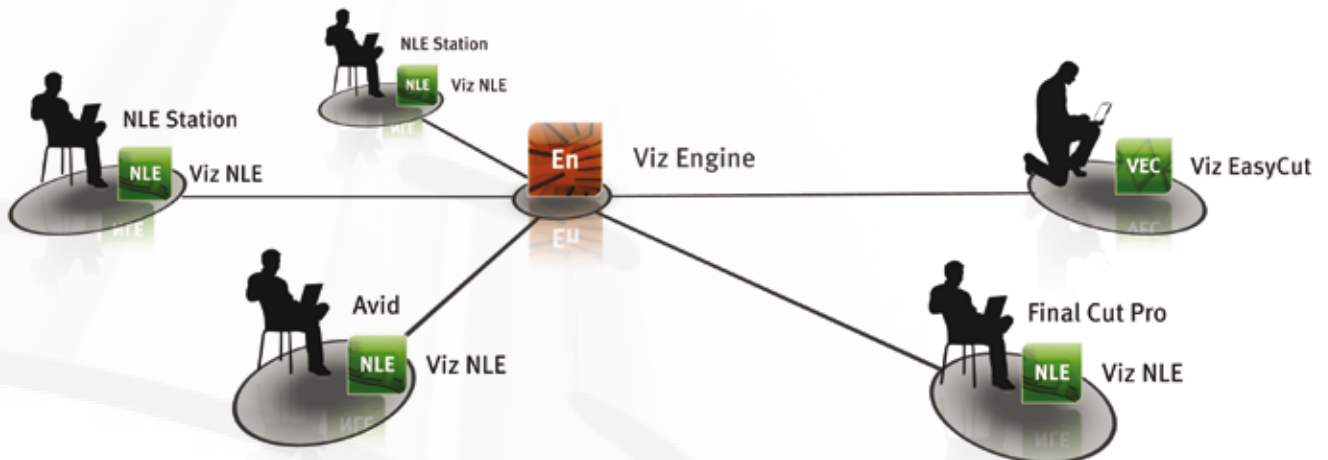 NLE Station
NLE Viz NLE
NLE Station
NLE Viz NLE
En Viz Engine
VEC Viz EasyCut
Avid
NLE Viz NLE
Final Cut Pro
NLE Viz NLE